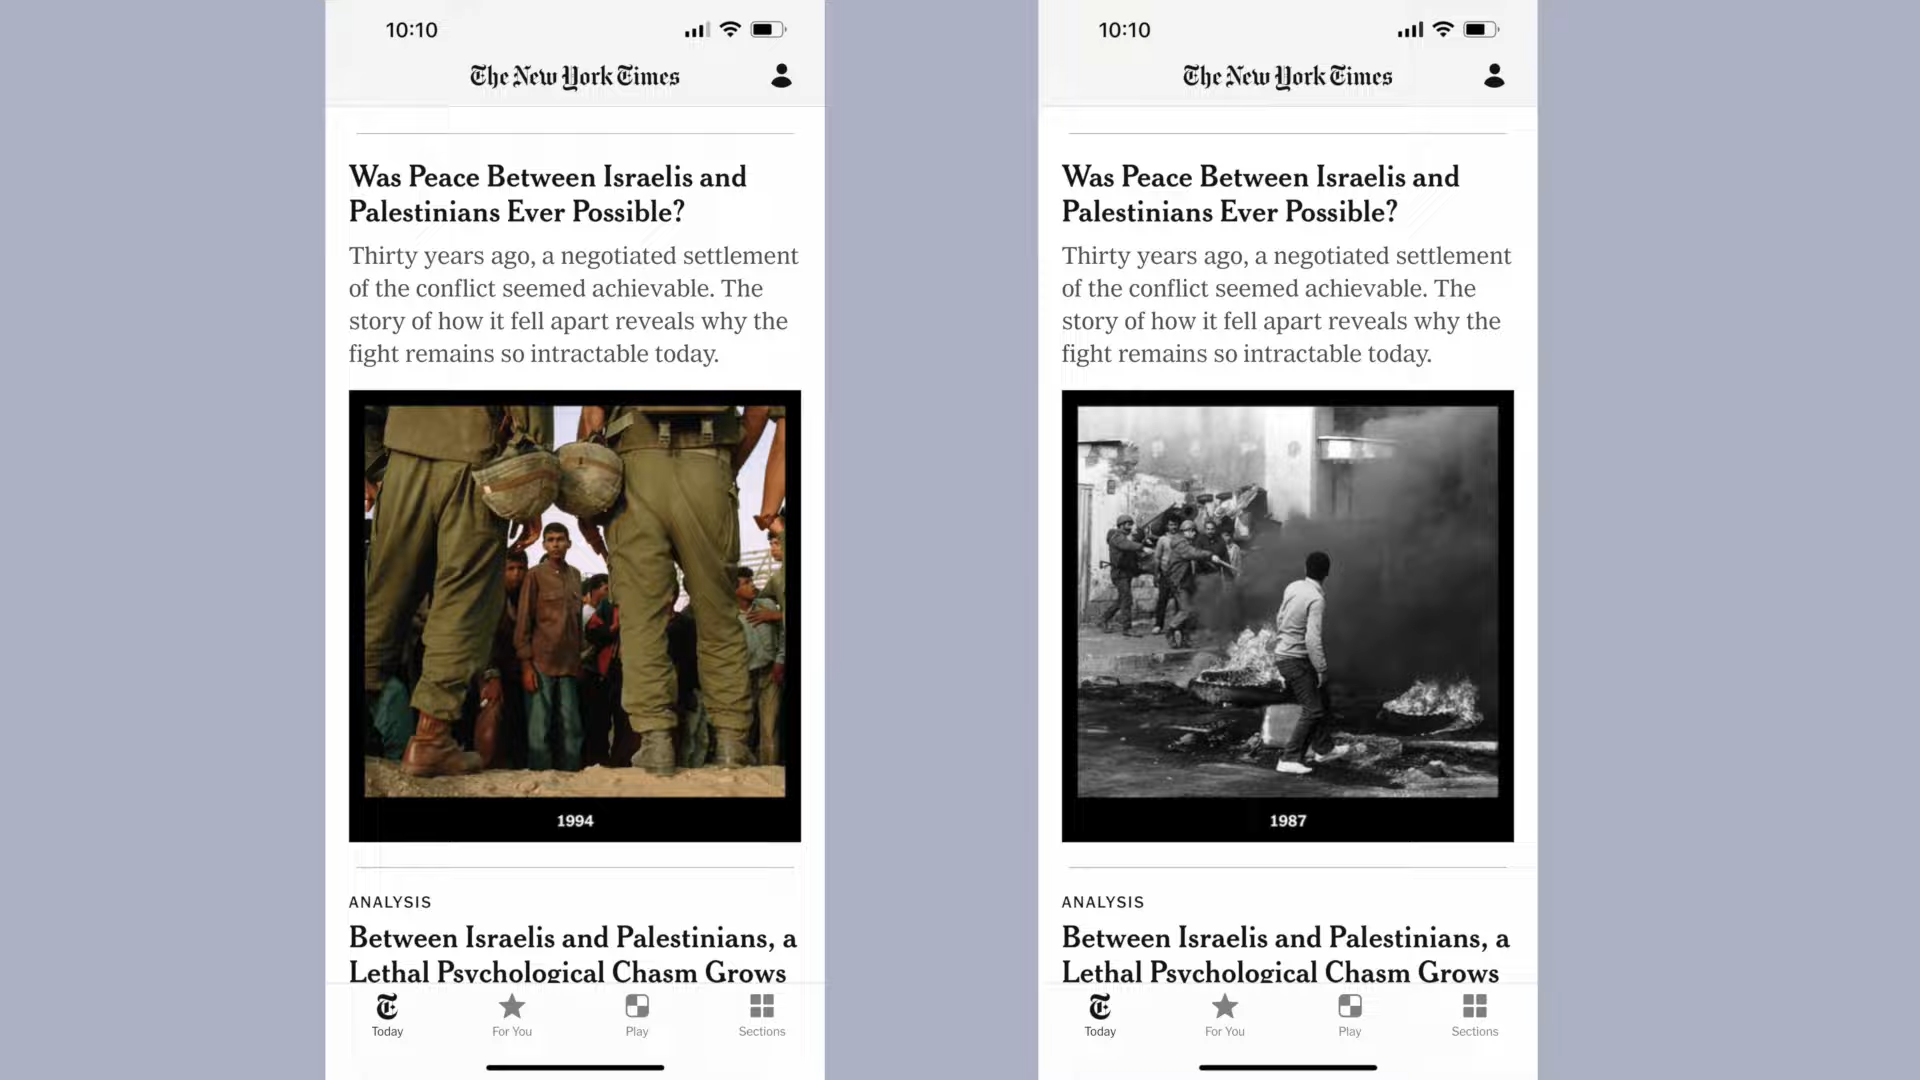 10:10
The New York Times
Was Peace Between Israelis and
Palestinians Ever Possible?
Thirty years ago, a negotiated settlement
of the conflict seemed achievable. The
story of how it fell apart reveals why the
fight remains so intractable today.
1994
ANALYSIS
Between Israelis and Palestinians, a
Lethal Psychological Chasm Grows
Today
For You
Play
Sections
10:10
The New York Times
Was Peace Between Israelis and
Palestinians Ever Possible?
Thirty years ago, a negotiated settlement
of the conflict seemed achievable. The
story of how it fell apart reveals why the
fight remains so intractable today.
1987
ANALYSIS
Between Israelis and Palestinians, a
Lethal Psychological Chasm Grows
Today
For You
Play
Sections